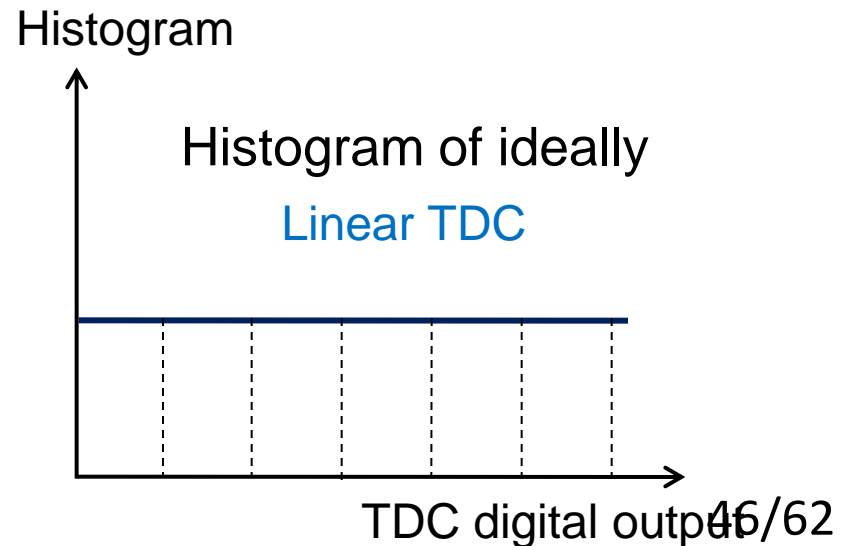 Histogram
Histogram of ideally
Linear TDC
TDC digital output
46/62